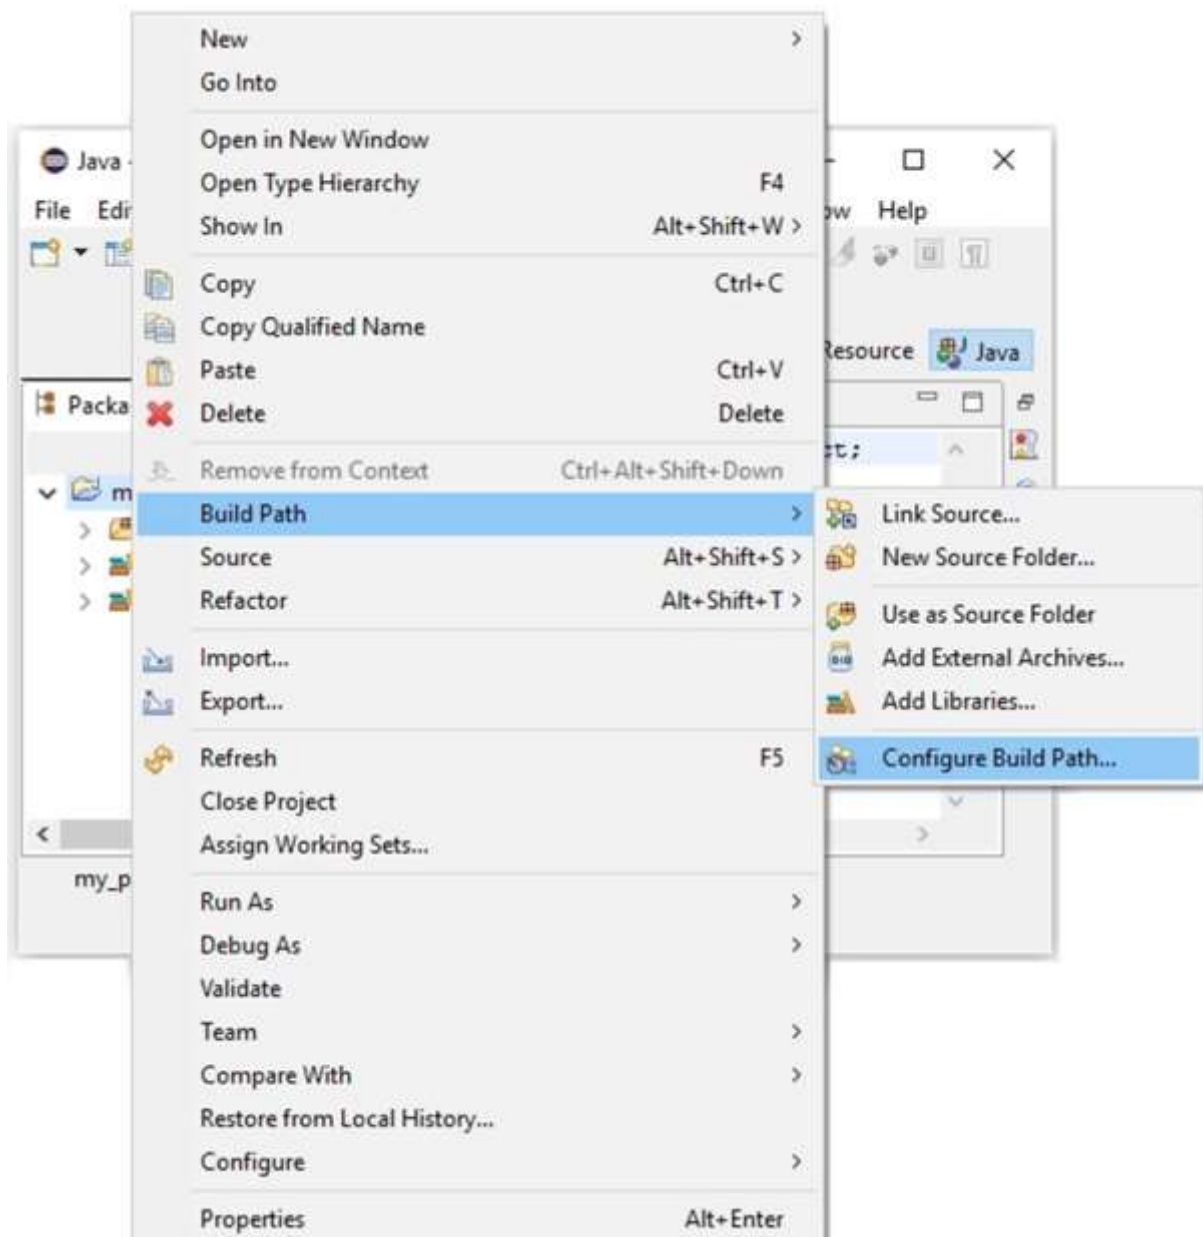 New
Go Into
Open in New Window
Open Type Hierarchy F4
Show In Alt+Shift+W
Copy Ctrl+C
Copy Qualified Name
Paste Ctrl+V
Delete Delete
Remove from Context Ctrl+Alt+Shift+Down
Build Path
Source Alt+Shift+S
Refactor Alt+Shift+T
Import...
Export...
Refresh F5
Close Project
Assign Working Sets...
Run As
Debug As
Validate
Team
Compare With
Restore from Local History...
Configure
Properties Alt+Enter
Link Source...
New Source Folder...
Use as Source Folder
Add External Archives...
Add Libraries...
Configure Build Path...
Java -
File Edi
ow Help
Resource Java
Packa
ct;
m
my_p